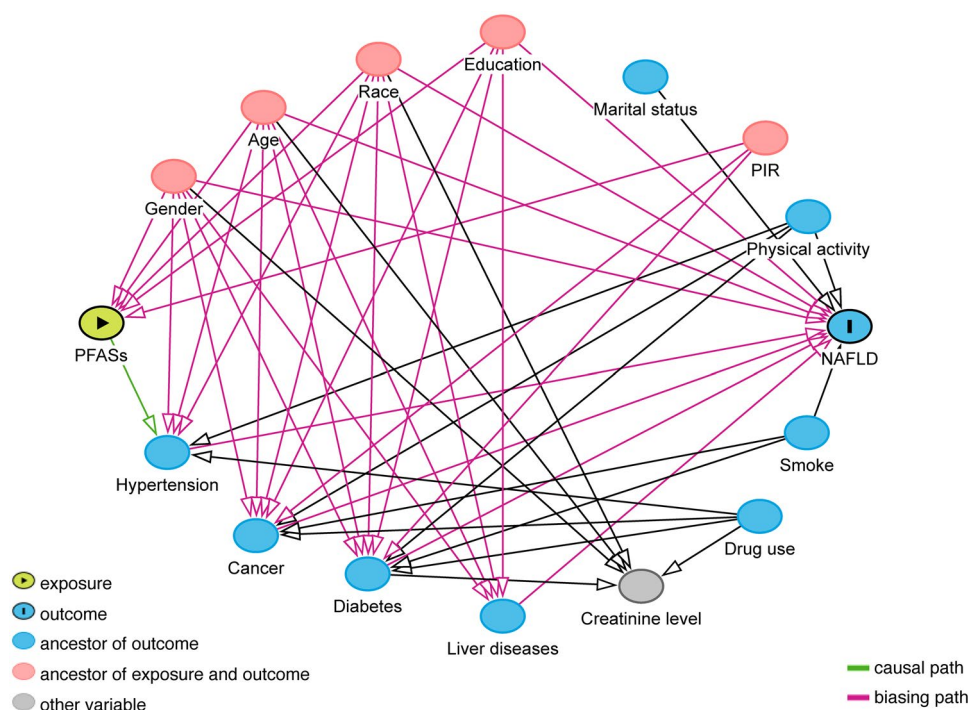 Education
Race
Marital status
Age
PIR
Gender
Physical activity
PFASs
NAFLD
Smoke
Hypertension
Drug use
Cancer
Diabetes
Creatinine level
Liver diseases
exposure
outcome
ancestor of outcome
ancestor of exposure and outcome
other variable
causal path
biasing path